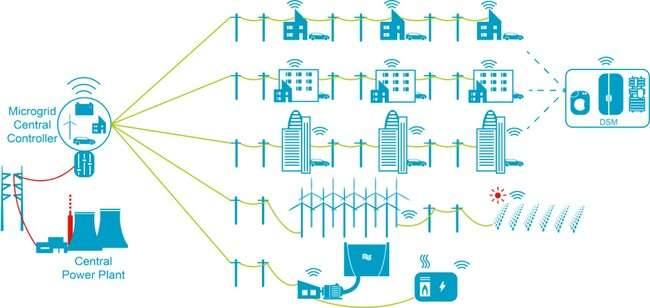 Microgrid
Central
Controller
DSM
Central
Power Plant